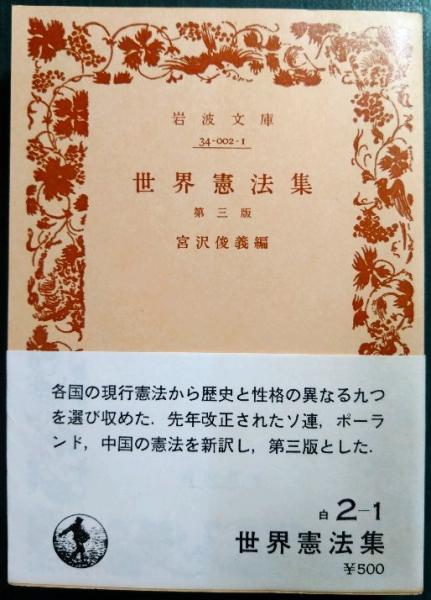 岩波文庫
34-002-1
世界憲法集
第三版
宮沢俊義編
各国の現行憲法から歴史と性格の異なる九つ
を選び収めた．先年改正されたソ連，ポーラ
ンド，中国の憲法を新訳し，第三版とした．
白2-1
世界憲法集
¥500